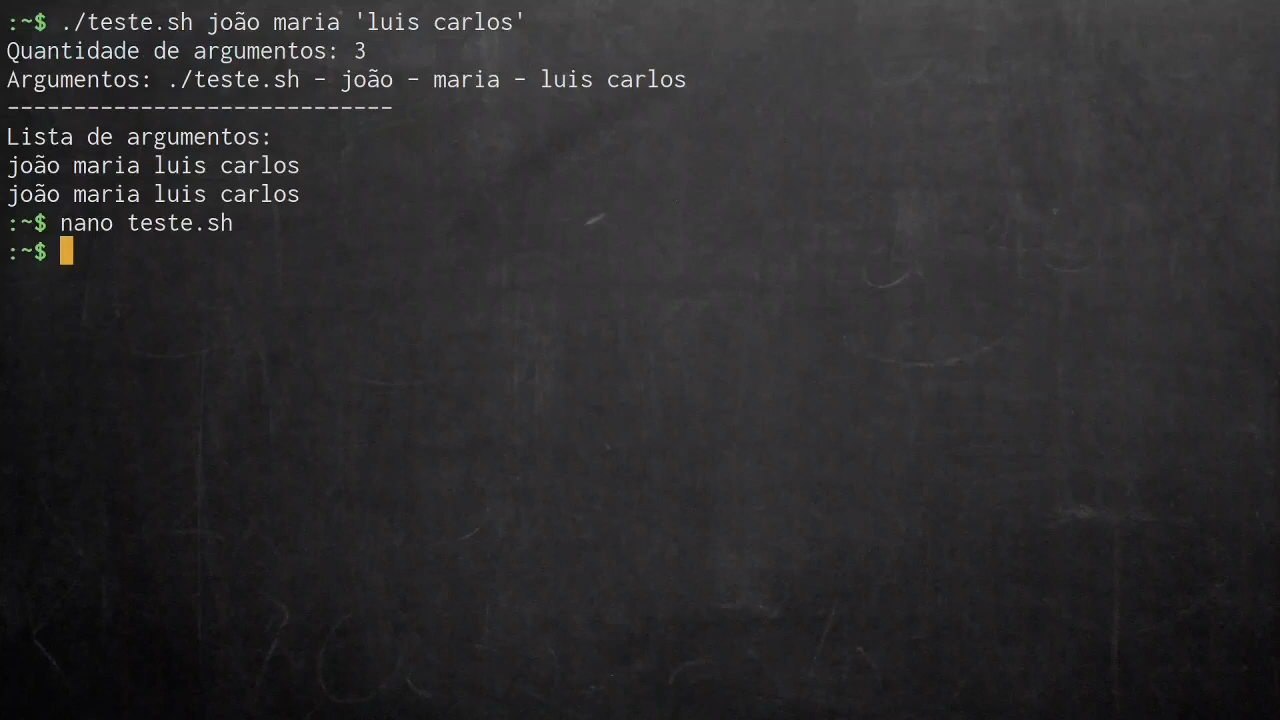 :~$ ./teste.sh joão maria 'luis carlos'
Quantidade de argumentos: 3
Argumentos: ./teste.sh - joão - maria - luis carlos
-----------------------------
Lista de argumentos:
joão maria luis carlos
joão maria luis carlos
:~$ nano teste.sh
:~$